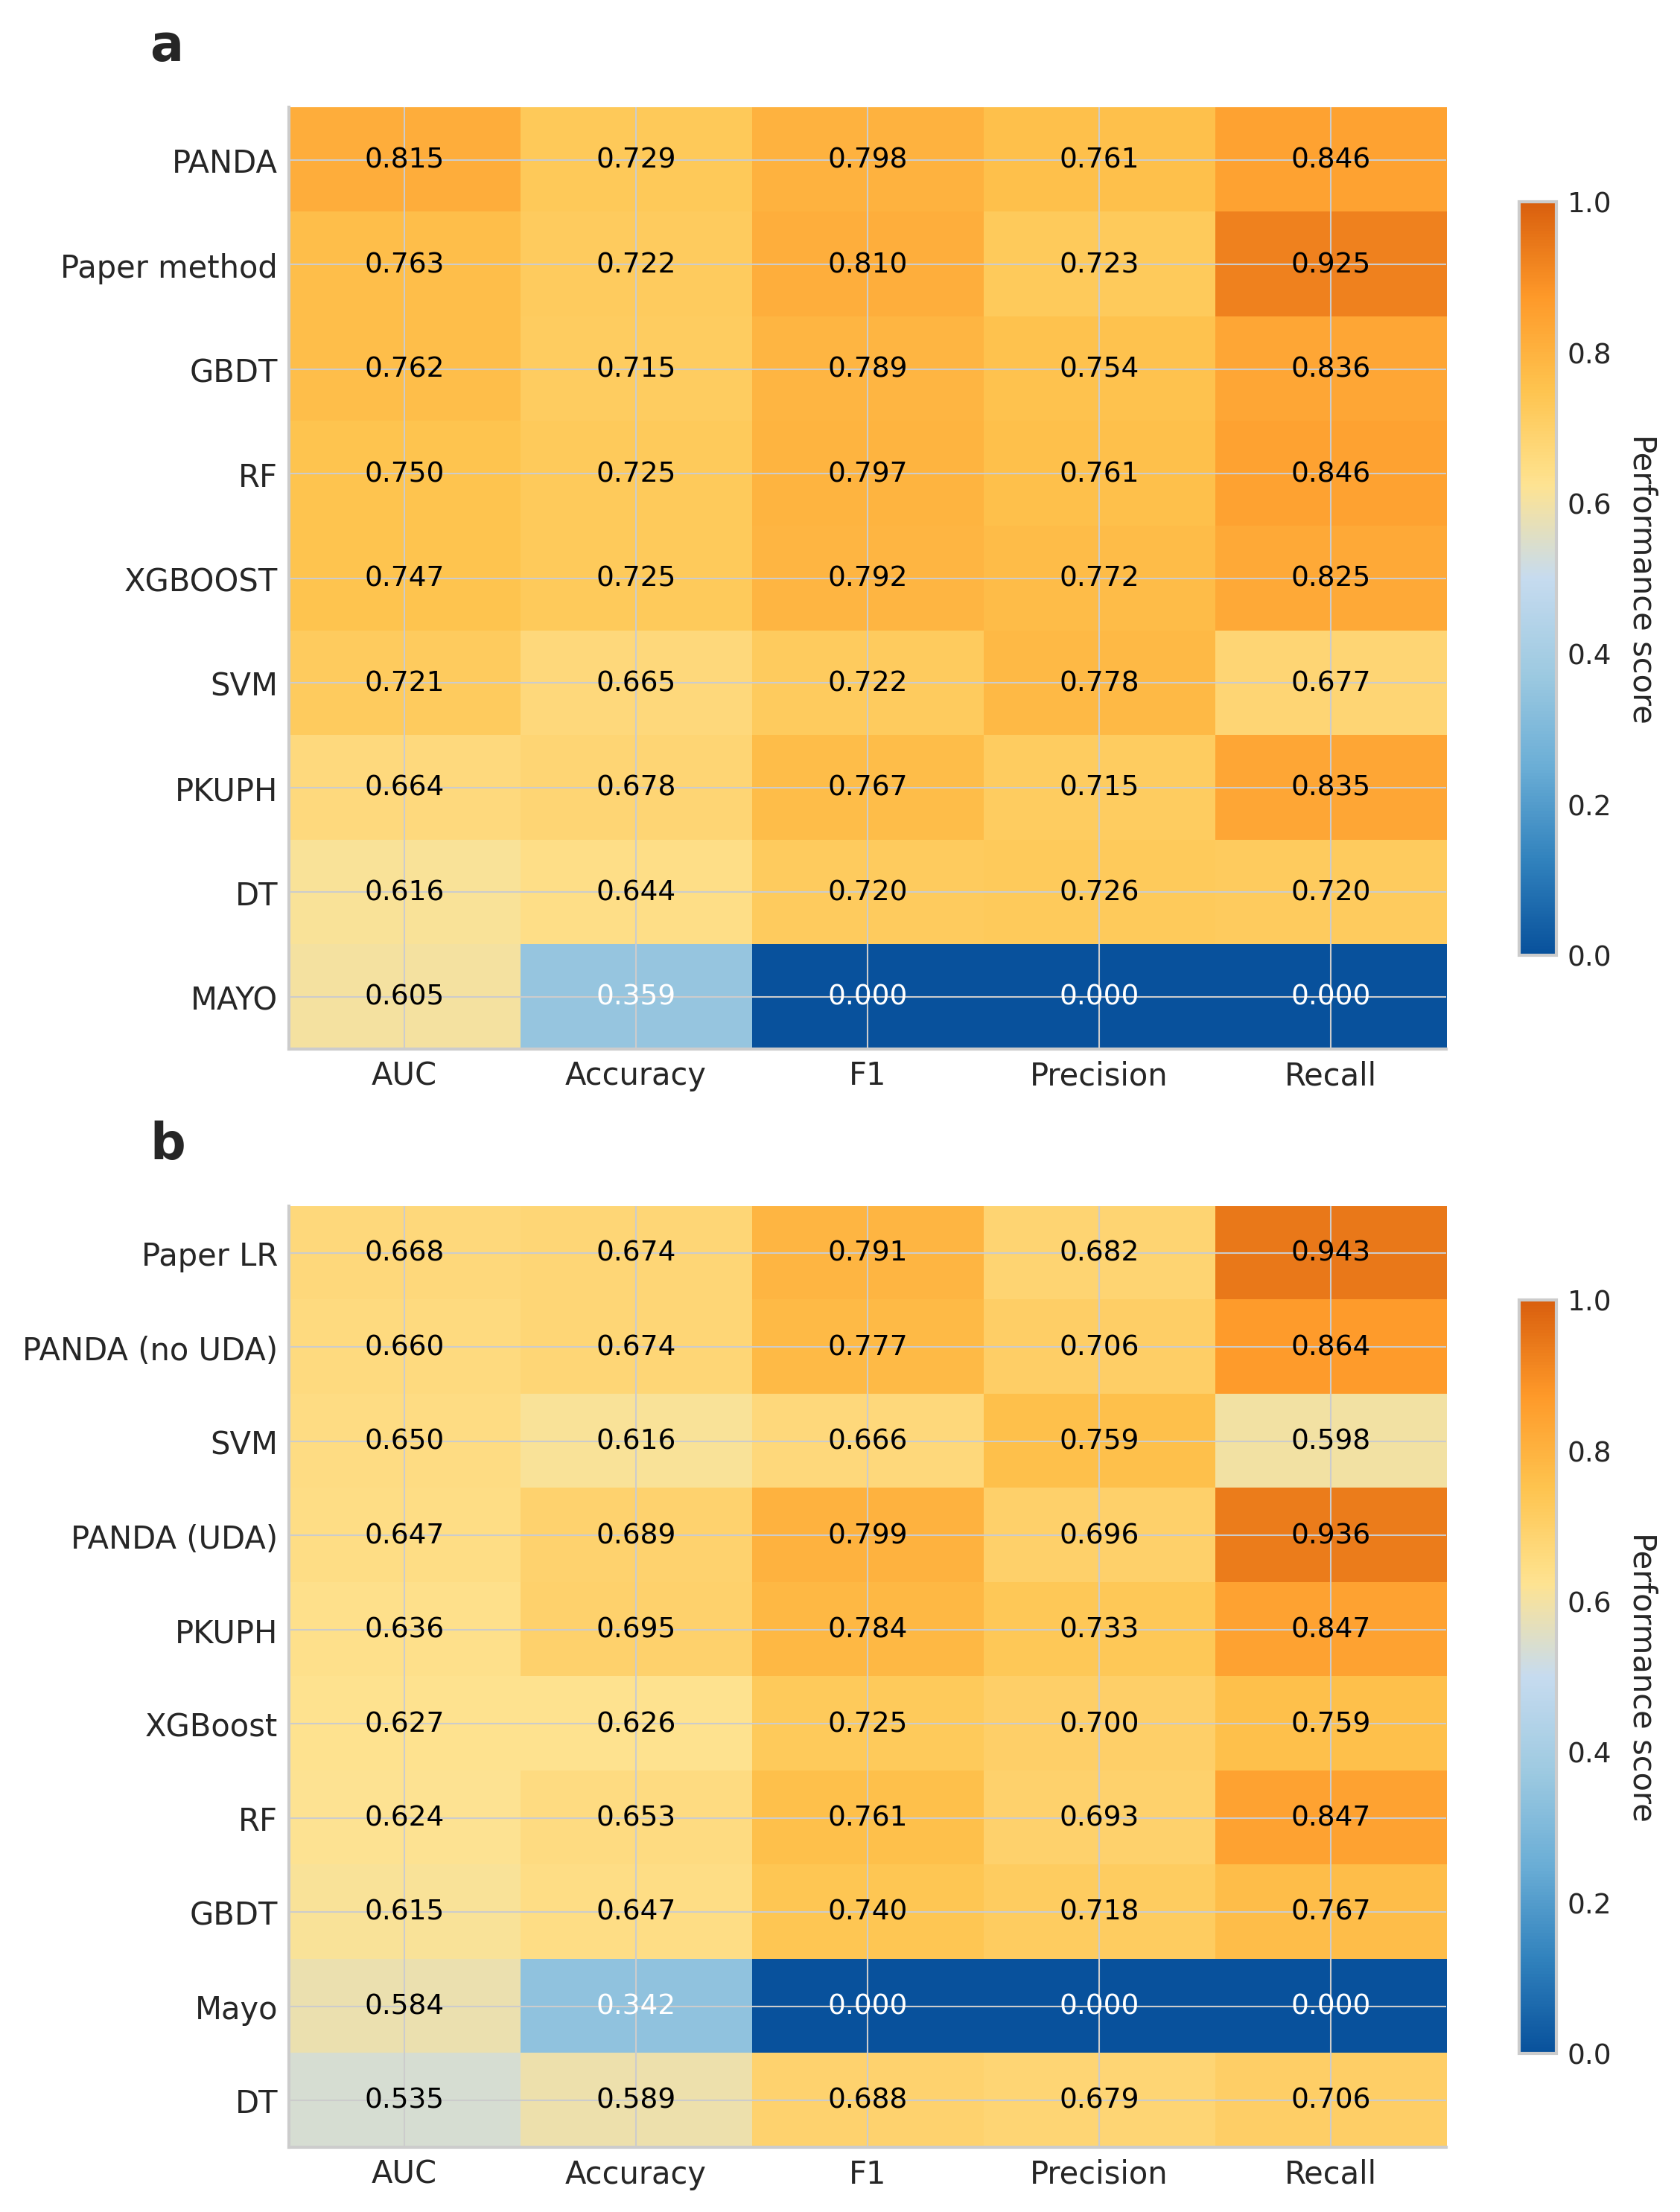 a
PANDA 0.815 0.729 0.798 0.761 0.846
Paper method 0.763 0.722 0.810 0.723 0.925
GBDT 0.762 0.715 0.789 0.754 0.836
RF 0.750 0.725 0.797 0.761 0.846
XGBOOST 0.747 0.725 0.792 0.772 0.825
SVM 0.721 0.665 0.722 0.778 0.677
PKUPH 0.664 0.678 0.767 0.715 0.835
DT 0.616 0.644 0.720 0.726 0.720
MAYO 0.605 0.359 0.000 0.000 0.000
AUC Accuracy F1 Precision Recall
1.0
0.8
0.6
0.4
0.2
0.0
Performance score
b
Paper LR 0.668 0.674 0.791 0.682 0.943
PANDA (no UDA) 0.660 0.674 0.777 0.706 0.864
SVM 0.650 0.616 0.666 0.759 0.598
PANDA (UDA) 0.647 0.689 0.799 0.696 0.936
PKUPH 0.636 0.695 0.784 0.733 0.847
XGBoost 0.627 0.626 0.725 0.700 0.759
RF 0.624 0.653 0.761 0.693 0.847
GBDT 0.615 0.647 0.740 0.718 0.767
Mayo 0.584 0.342 0.000 0.000 0.000
DT 0.535 0.589 0.688 0.679 0.706
AUC Accuracy F1 Precision Recall
1.0
0.8
0.6
0.4
0.2
0.0
Performance score